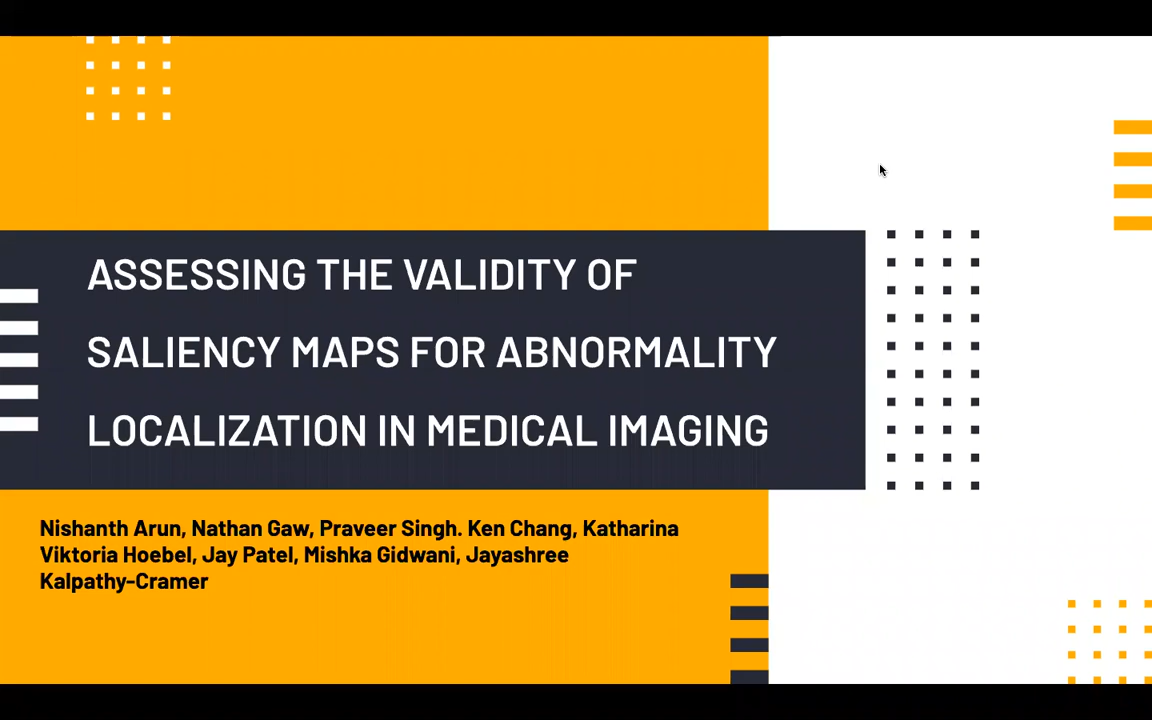 ASSESSING THE VALIDITY OF
SALIENCY MAPS FOR ABNORMALITY
LOCALIZATION IN MEDICAL IMAGING
Nishanth Arun, Nathan Gaw, Praveer Singh. Ken Chang, Katharina
Viktoria Hoebel, Jay Patel, Mishka Gidwani, Jayashree
Kalpathy-Cramer